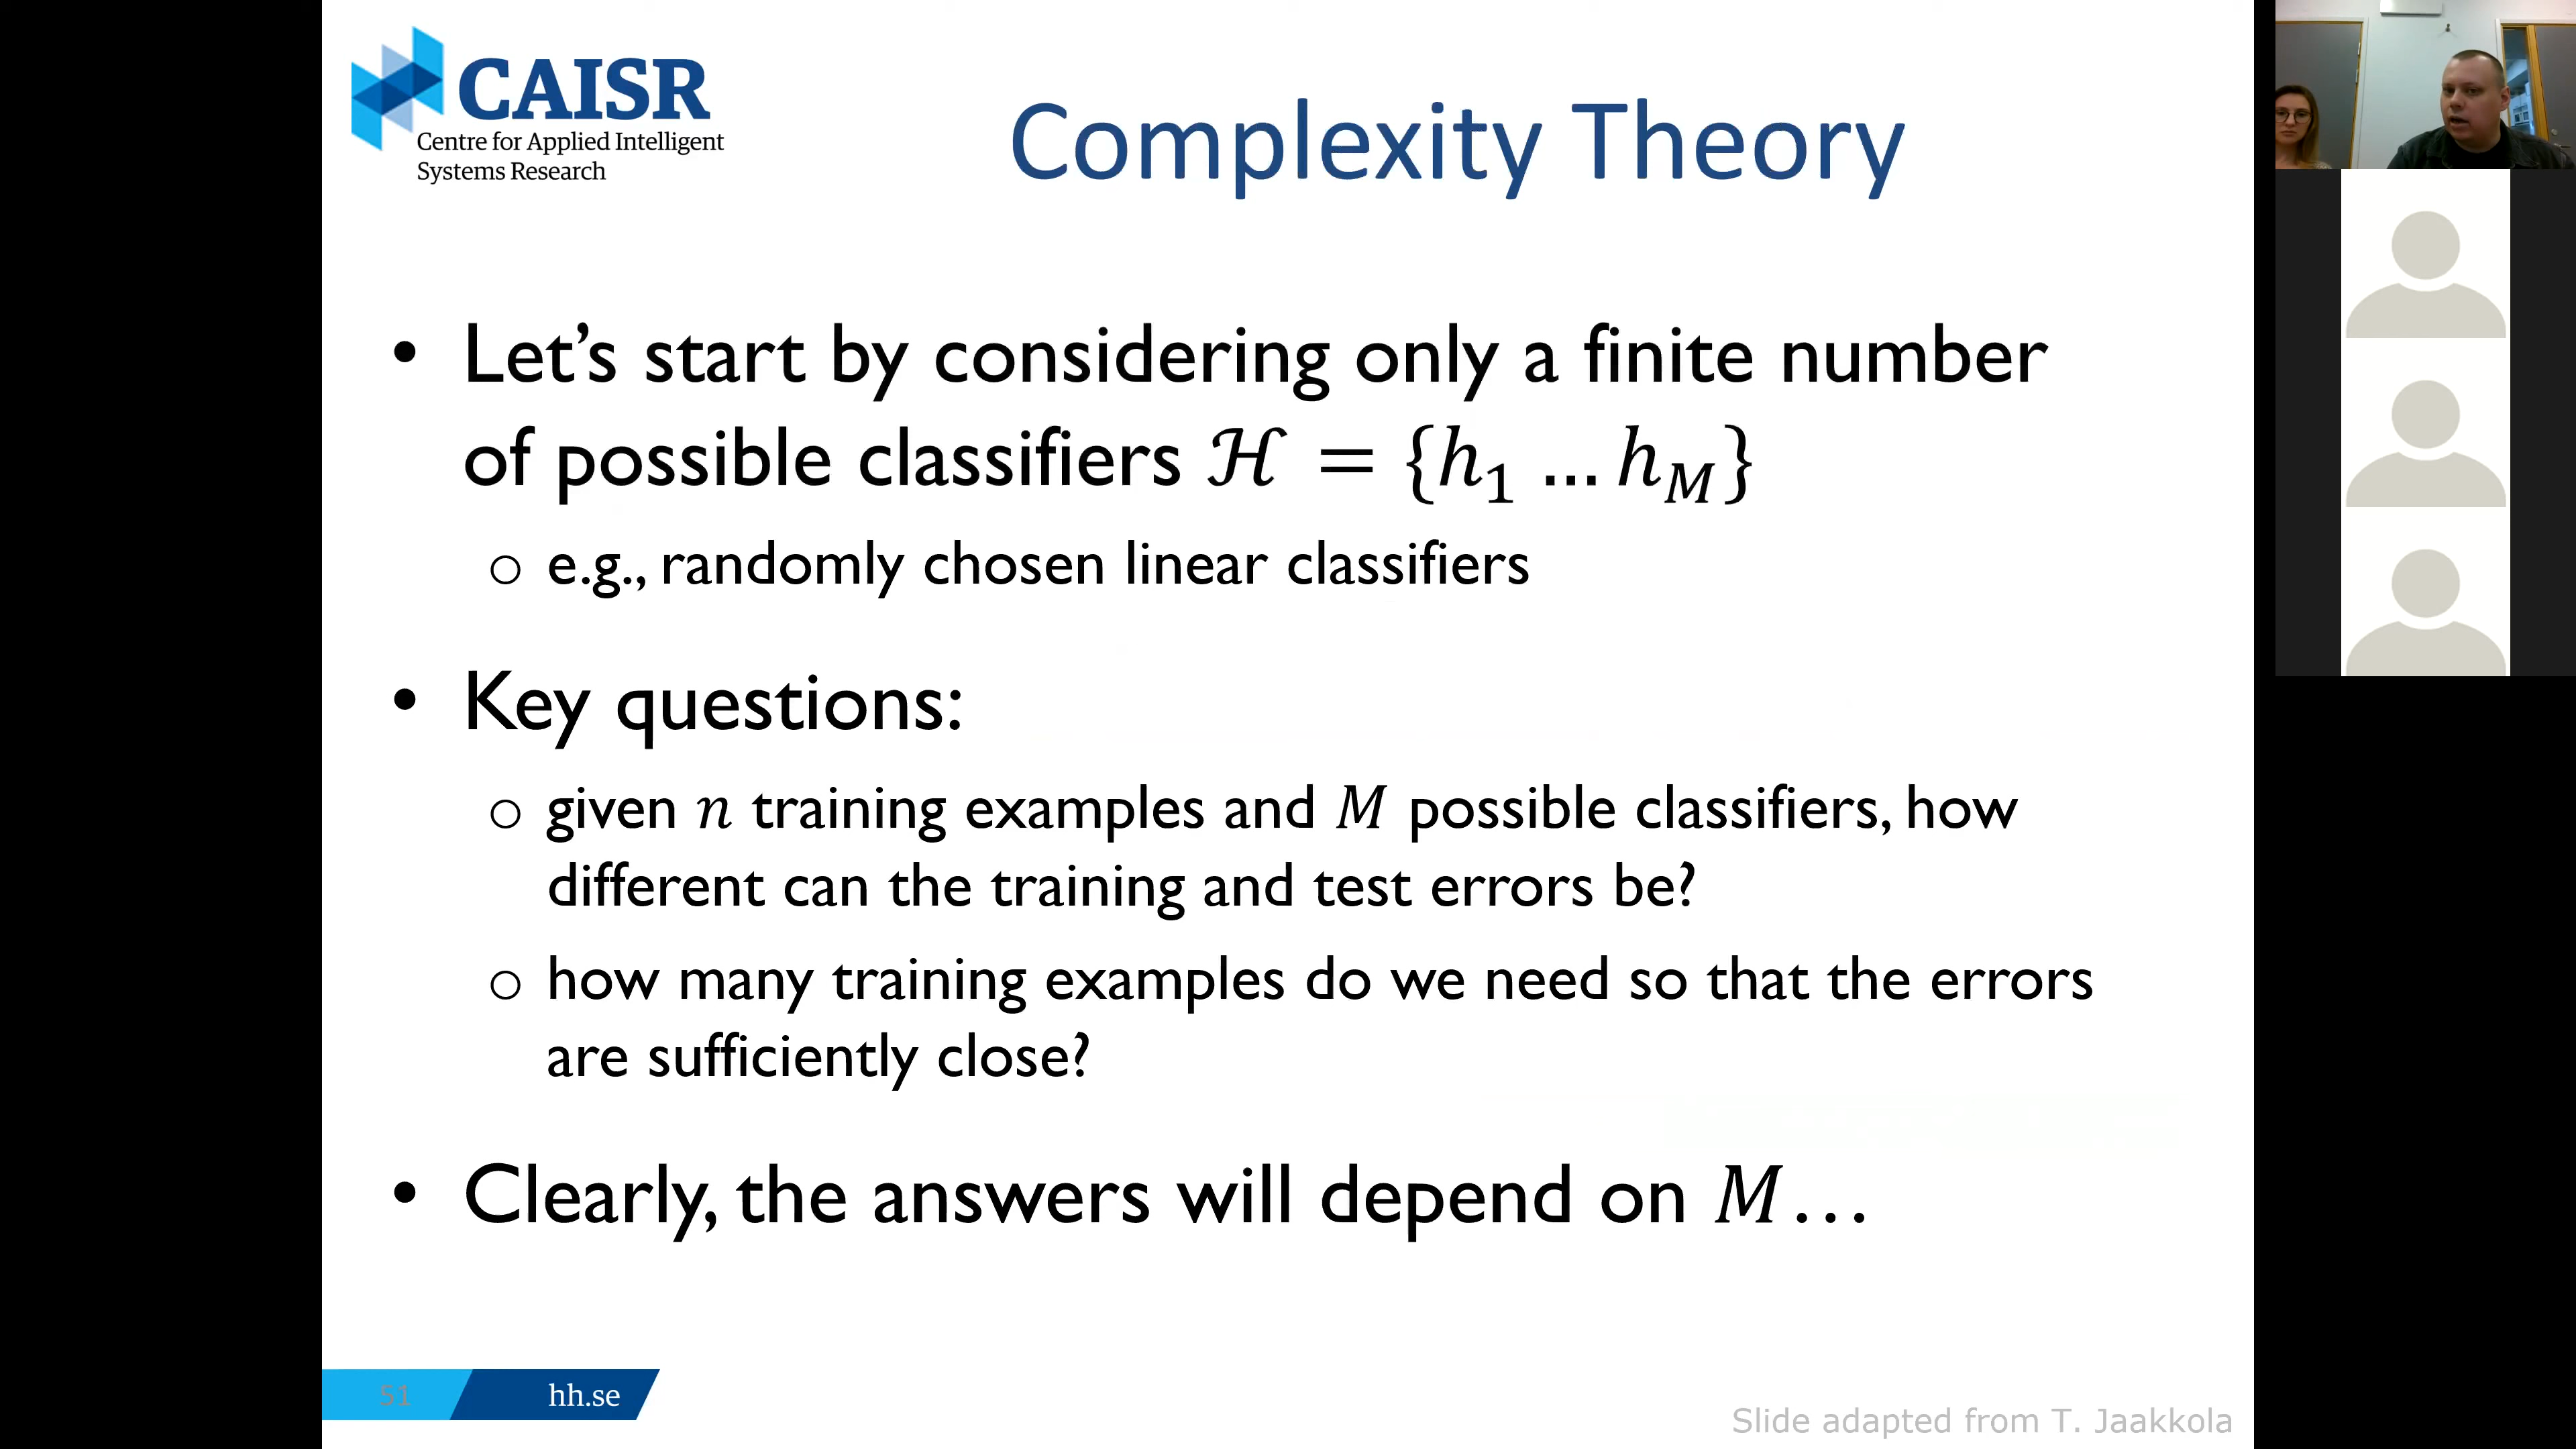 CAISR
Centre for Applied Intelligent
Systems Research
Complexity Theory
• Let’s start by considering only a finite number
of possible classifiers ℋ = {h₁ … h_M}
o e.g., randomly chosen linear classifiers
• Key questions:
o given n training examples and M possible classifiers, how
different can the training and test errors be?
o how many training examples do we need so that the errors
are sufficiently close?
• Clearly, the answers will depend on M…
51
hh.se
Slide adapted from T. Jaakkola